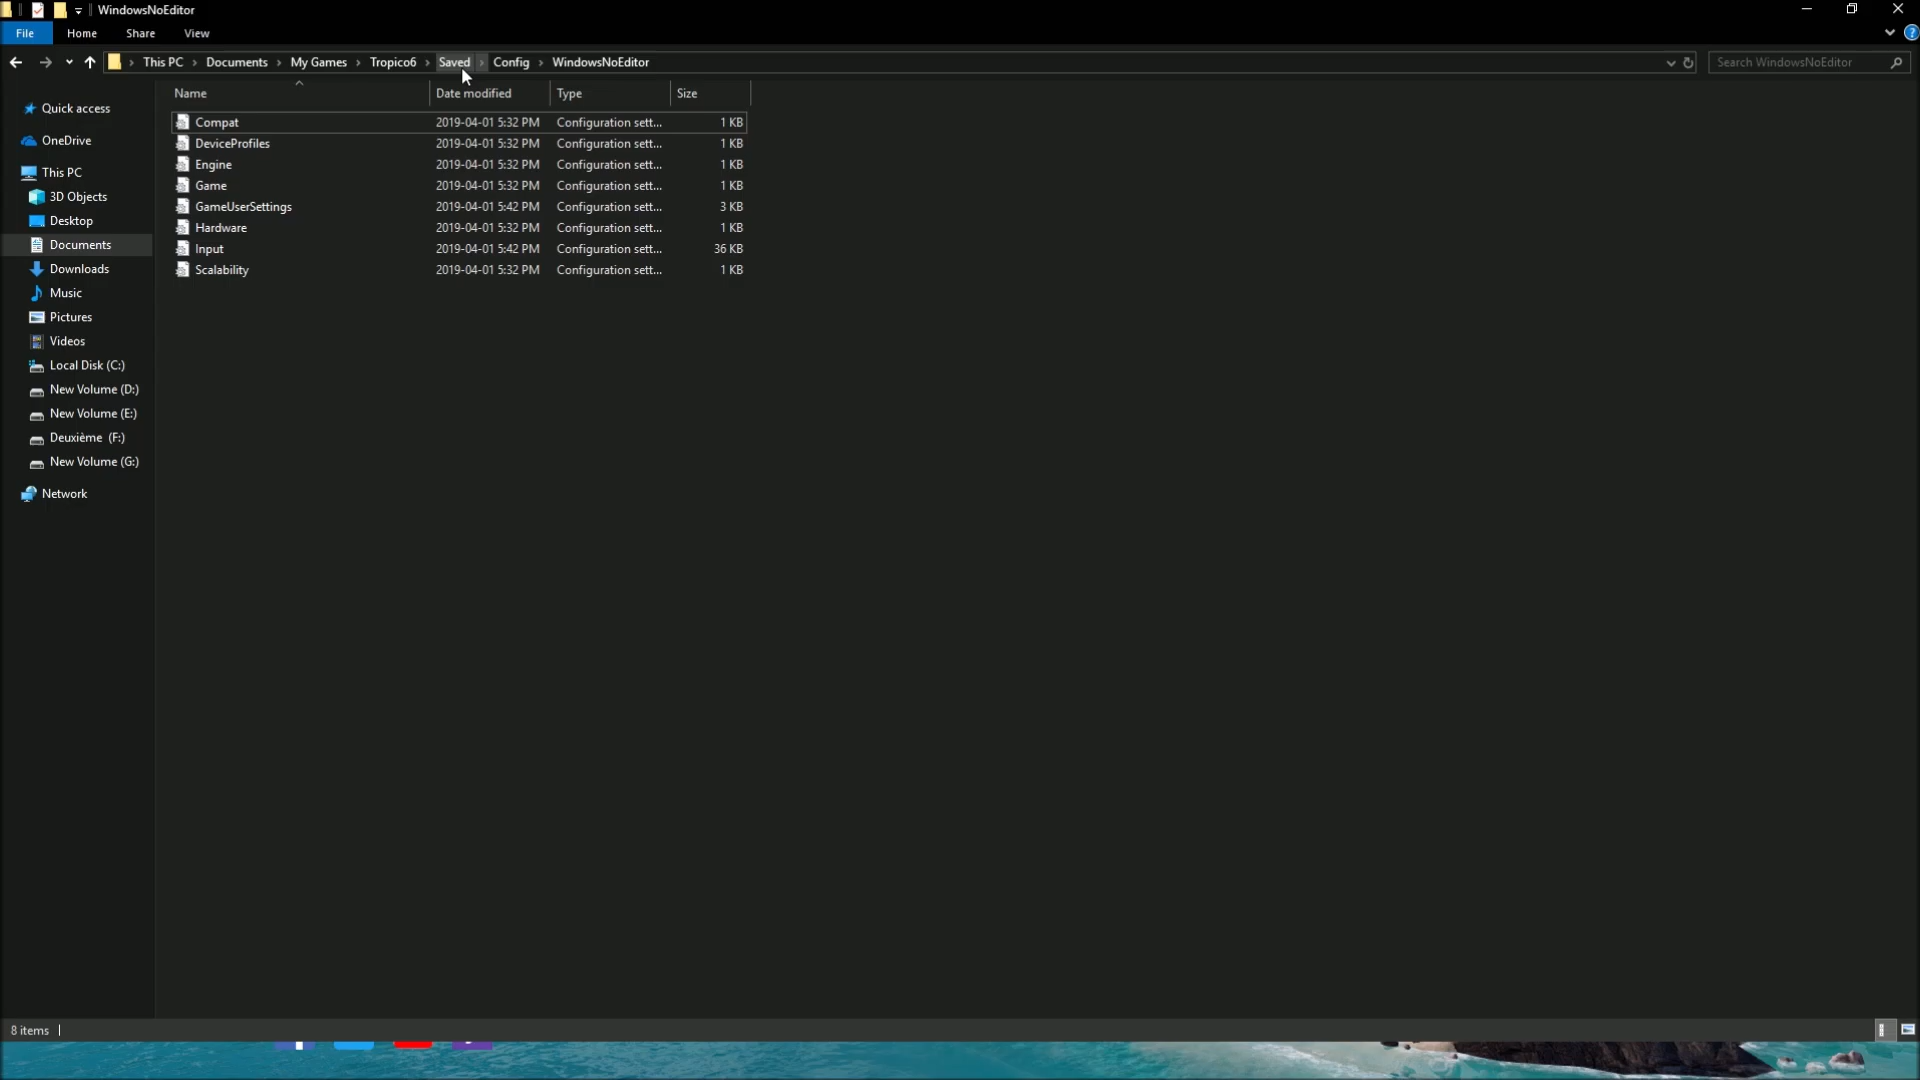 WindowsNoEditor
File Home Share View
This PC Documents My Games Tropico6 Saved Config WindowsNoEditor Search WindowsNoEditor
Name Date modified Type Size
Compat 2019-04-01 5:32 PM Configuration sett... 1 KB
DeviceProfiles 2019-04-01 5:32 PM Configuration sett... 1 KB
Engine 2019-04-01 5:32 PM Configuration sett... 1 KB
Game 2019-04-01 5:32 PM Configuration sett... 1 KB
GameUserSettings 2019-04-01 5:42 PM Configuration sett... 3 KB
Hardware 2019-04-01 5:32 PM Configuration sett... 1 KB
Input 2019-04-01 5:42 PM Configuration sett... 36 KB
Scalability 2019-04-01 5:32 PM Configuration sett... 1 KB
Quick access
OneDrive
This PC
3D Objects
Desktop
Documents
Downloads
Music
Pictures
Videos
Local Disk (C:)
New Volume (D:)
New Volume (E:)
Deuxième (F:)
New Volume (G:)
Network
8 items